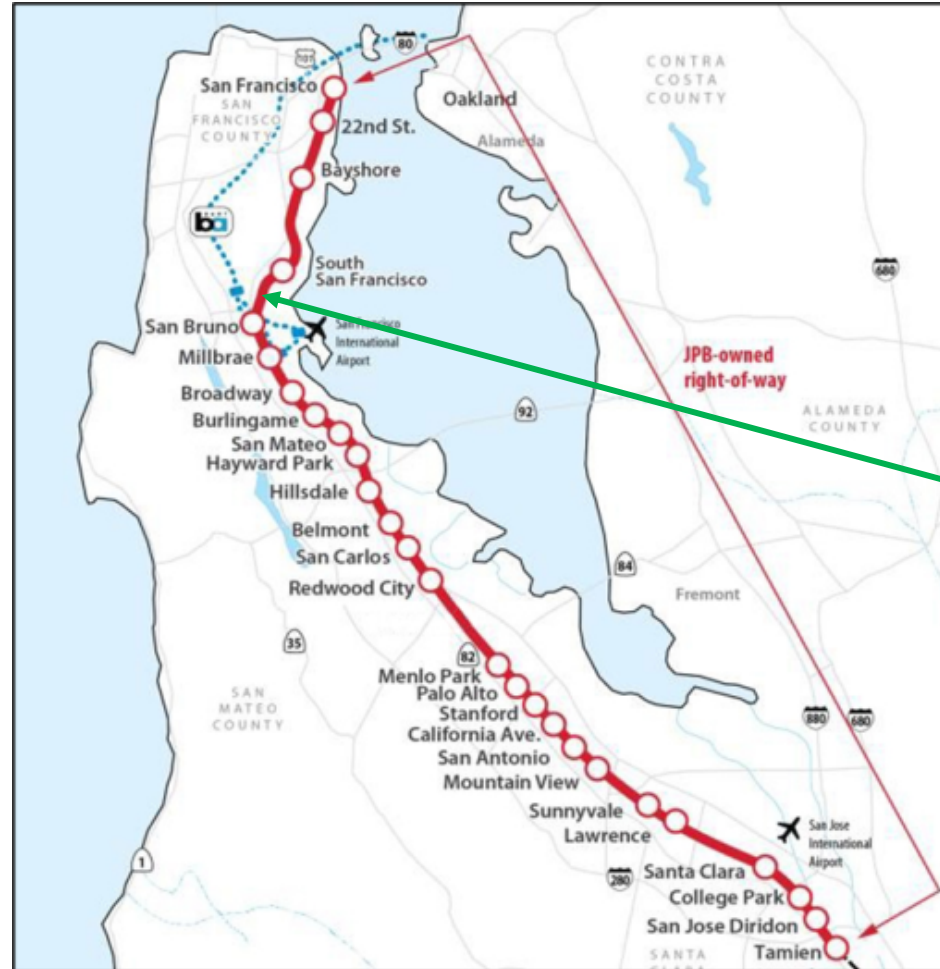 80
101
San Francisco
SAN
FRANCISCO
COUNTY
22nd St.
Bayshore
Oakland
Alameda
CONTRA
COSTA
COUNTY
680
ba
South
San Francisco
San Bruno
San Francisco
International
Airport
Millbrae
JPB-owned
right-of-way
Broadway
92
ALAMEDA
COUNTY
Burlingame
San Mateo
Hayward Park
Hillsdale
Belmont
San Carlos
84
Redwood City
Fremont
35
82
SAN
MATEO
COUNTY
Menlo Park
Palo Alto
Stanford
California Ave.
San Antonio
Mountain View
880
680
Sunnyvale
Lawrence
San Jose
International
Airport
1
280
Santa Clara
College Park
San Jose Diridon
Tamien
SANTA